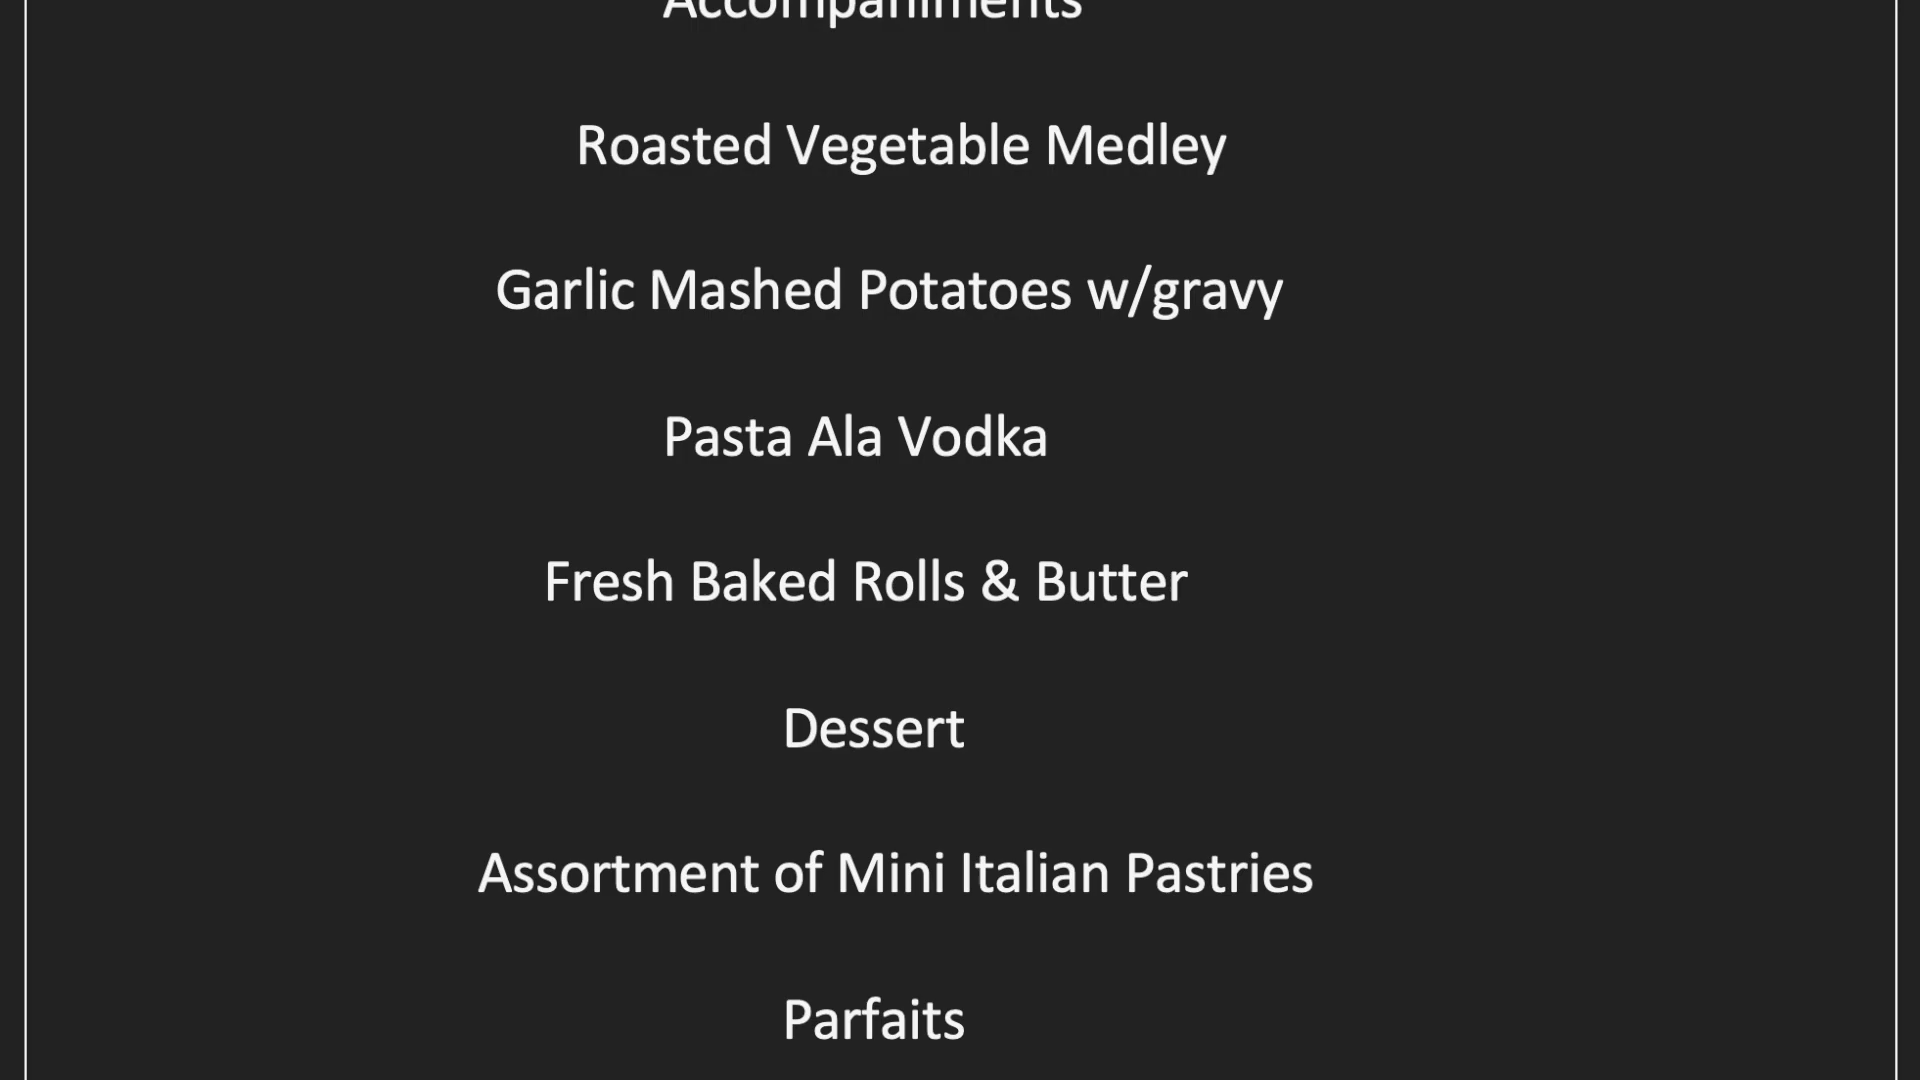 Accompaniments
Roasted Vegetable Medley
Garlic Mashed Potatoes w/gravy
Pasta Ala Vodka
Fresh Baked Rolls & Butter
Dessert
Assortment of Mini Italian Pastries
Parfaits